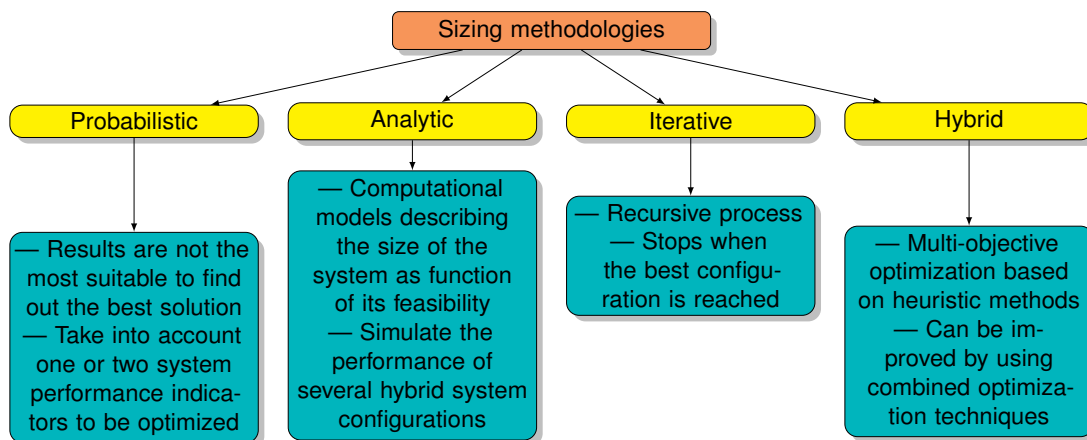 Sizing methodologies
Probabilistic
Analytic
Iterative
Hybrid
— Results are not the
most suitable to find
out the best solution
— Take into account
one or two system
performance indica-
tors to be optimized
— Computational
models describing
the size of the
system as function
of its feasibility
— Simulate the
performance of
several hybrid system
configurations
— Recursive process
— Stops when
the best configu-
ration is reached
— Multi-objective
optimization based
on heuristic methods
— Can be im-
proved by using
combined optimiza-
tion techniques